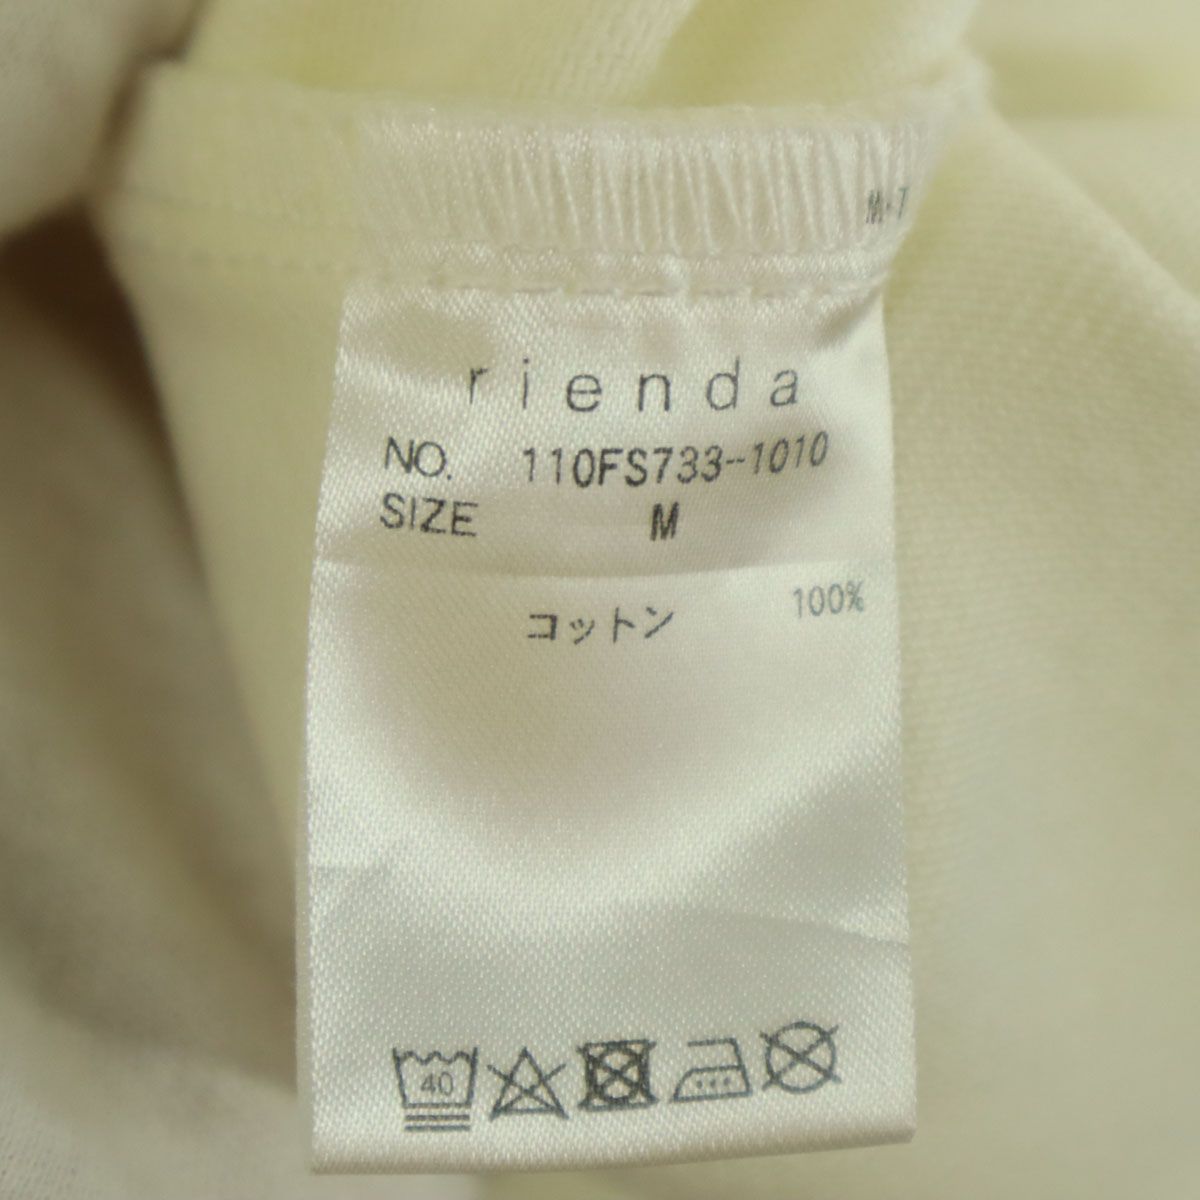 M-T
rienda
NO. 110FS733--1010
SIZE M
コットン 100%
40